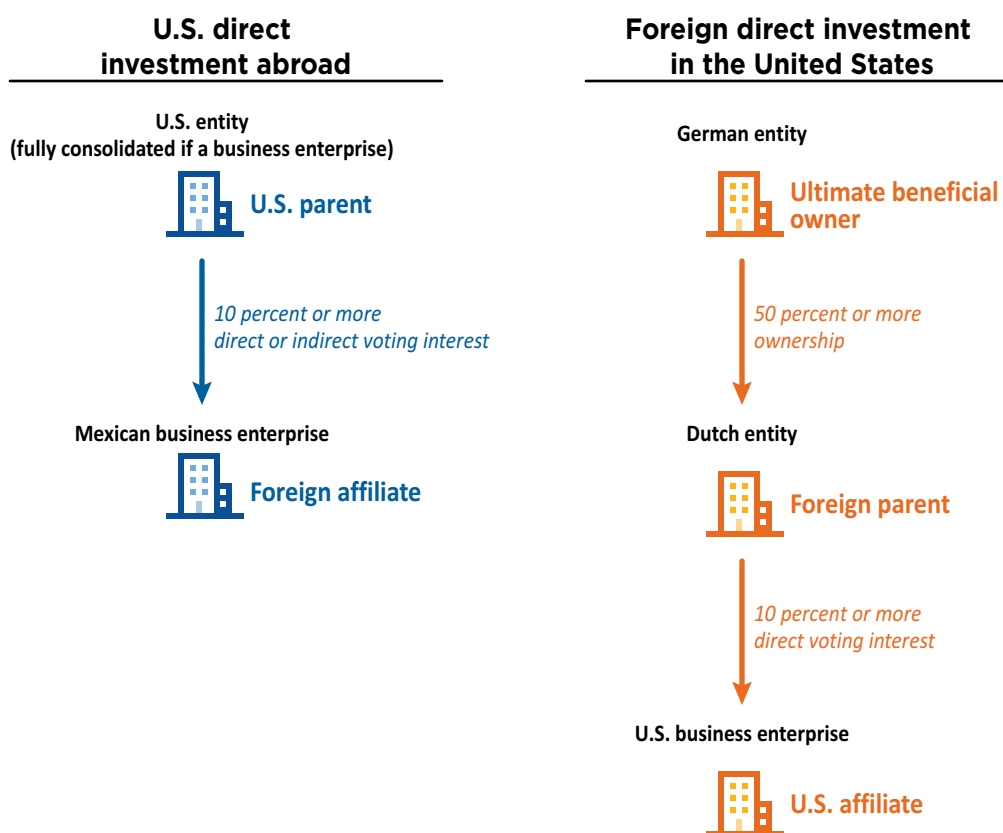 U.S. direct
investment abroad
U.S. entity
(fully consolidated if a business enterprise)
U.S. parent
10 percent or more
direct or indirect voting interest
Mexican business enterprise
Foreign affiliate
Foreign direct investment
in the United States
German entity
Ultimate beneficial
owner
50 percent or more
ownership
Dutch entity
Foreign parent
10 percent or more
direct voting interest
U.S. business enterprise
U.S. affiliate